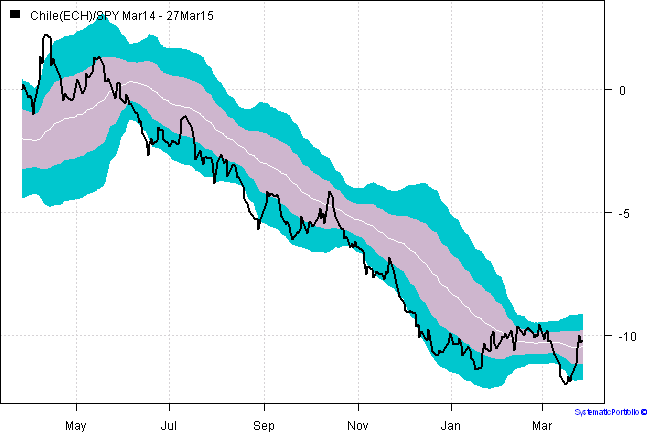 Chile(ECH)/SPY Mar14 - 27Mar15
0
-5
-10
May Jul Sep Nov Jan Mar
SystematicPortfolio ©